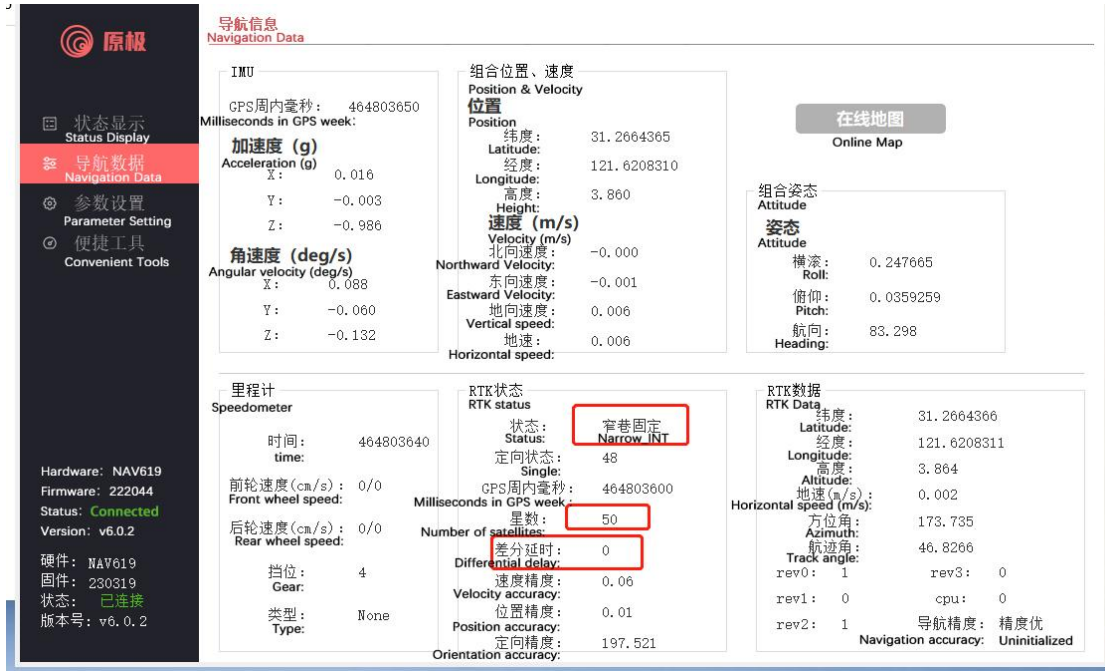 原极
状态显示
Status Display
导航数据
Navigation Data
参数设置
Parameter Setting
便捷工具
Convenient Tools
Hardware: NAV619
Firmware: 222044
Status: Connected
Version: v6.0.2
硬件: NAV619
固件: 230319
状态: 已连接
版本号: v6.0.2
导航信息
Navigation Data
IMU
GPS周内毫秒: 464803650
Milliseconds in GPS week:
加速度 (g)
Acceleration (g)
X: 0.016
Y: -0.003
Z: -0.986
角速度 (deg/s)
Angular velocity (deg/s)
X: 0.088
Y: -0.060
Z: -0.132
组合位置、速度
Position & Velocity
位置
Position
纬度: 31.2664365
Latitude:
经度: 121.6208310
Longitude:
高度: 3.860
Height:
速度 (m/s)
Velocity (m/s)
北向速度: -0.000
Northward Velocity:
东向速度: -0.001
Eastward Velocity:
地向速度: 0.006
Vertical speed:
地速: 0.006
Horizontal speed:
在线地图
Online Map
组合姿态
Attitude
姿态
Attitude
横滚: 0.247665
Roll:
俯仰: 0.0359259
Pitch:
航向: 83.298
Heading:
里程计
Speedometer
时间: 464803640
time:
前轮速度(cm/s): 0/0
Front wheel speed:
后轮速度(cm/s): 0/0
Rear wheel speed:
挡位: 4
Gear:
类型: None
Type:
RTK状态
RTK status
状态: 窄巷固定
Status: Narrow_INT
定向状态: 48
Single:
GPS周内毫秒: 464803600
Milliseconds in GPS week:
星数: 50
Number of satellites:
差分延时: 0
Differential delay:
速度精度: 0.06
Velocity accuracy:
位置精度: 0.01
Position accuracy:
定向精度: 197.521
Orientation accuracy:
RTK数据
RTK Data
纬度: 31.2664366
Latitude:
经度: 121.6208311
Longitude:
高度: 3.864
Altitude:
地速(m/s): 0.002
Horizontal speed (m/s):
方位角: 173.735
Azimuth:
航迹角: 46.8266
Track angle:
rev0: 1 rev3: 0
rev1: 0 cpu: 0
rev2: 1 导航精度: 精度优
Navigation accuracy: Uninitialized